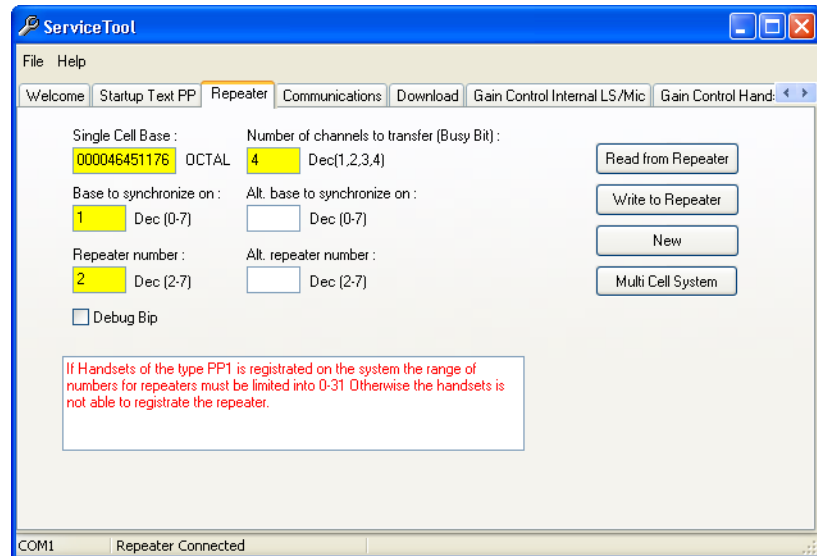 ServiceTool
File Help
Welcome Startup Text PP Repeater Communications Download Gain Control Internal LS/Mic Gain Control Hand
Single Cell Base : Number of channels to transfer (Busy Bit) :
000046451176 OCTAL 4 Dec(1,2,3,4) Read from Repeater
Base to synchronize on : Alt. base to synchronize on :
1 Dec (0-7) Dec (0-7) Write to Repeater
New
Repeater number : Alt. repeater number :
2 Dec (2-7) Dec (2-7) Multi Cell System
Debug Bip
If Handsets of the type PP1 is registrated on the system the range of
numbers for repeaters must be limited into 0-31 Otherwise the handsets is
not able to registrate the repeater.
COM1 Repeater Connected